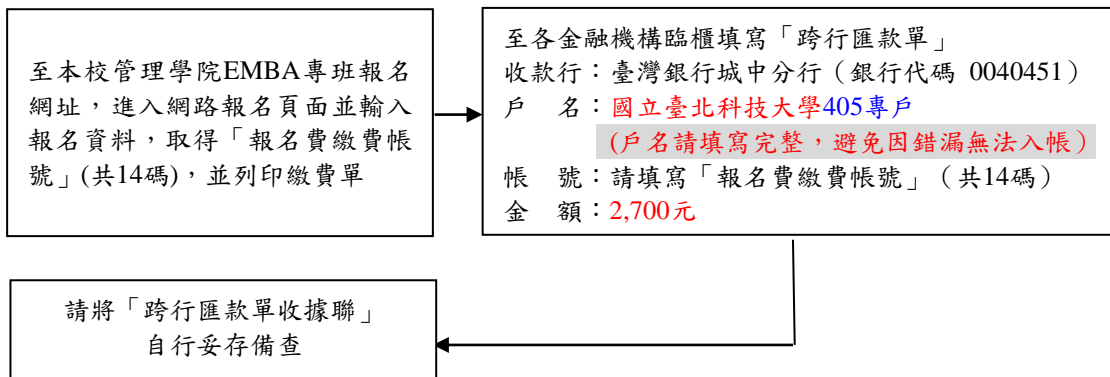 至本校管理學院EMBA專班報名
網址，進入網路報名頁面並輸入
報名資料，取得「報名費繳費帳
號」(共14碼)，並列印繳費單
至各金融機構臨櫃填寫「跨行匯款單」
收款行：臺灣銀行城中分行（銀行代碼 0040451）
戶　名：國立臺北科技大學405專戶
(戶名請填寫完整，避免因錯漏無法入帳）
帳　號：請填寫「報名費繳費帳號」（共14碼）
金　額：2,700元
請將「跨行匯款單收據聯」
自行妥存備查